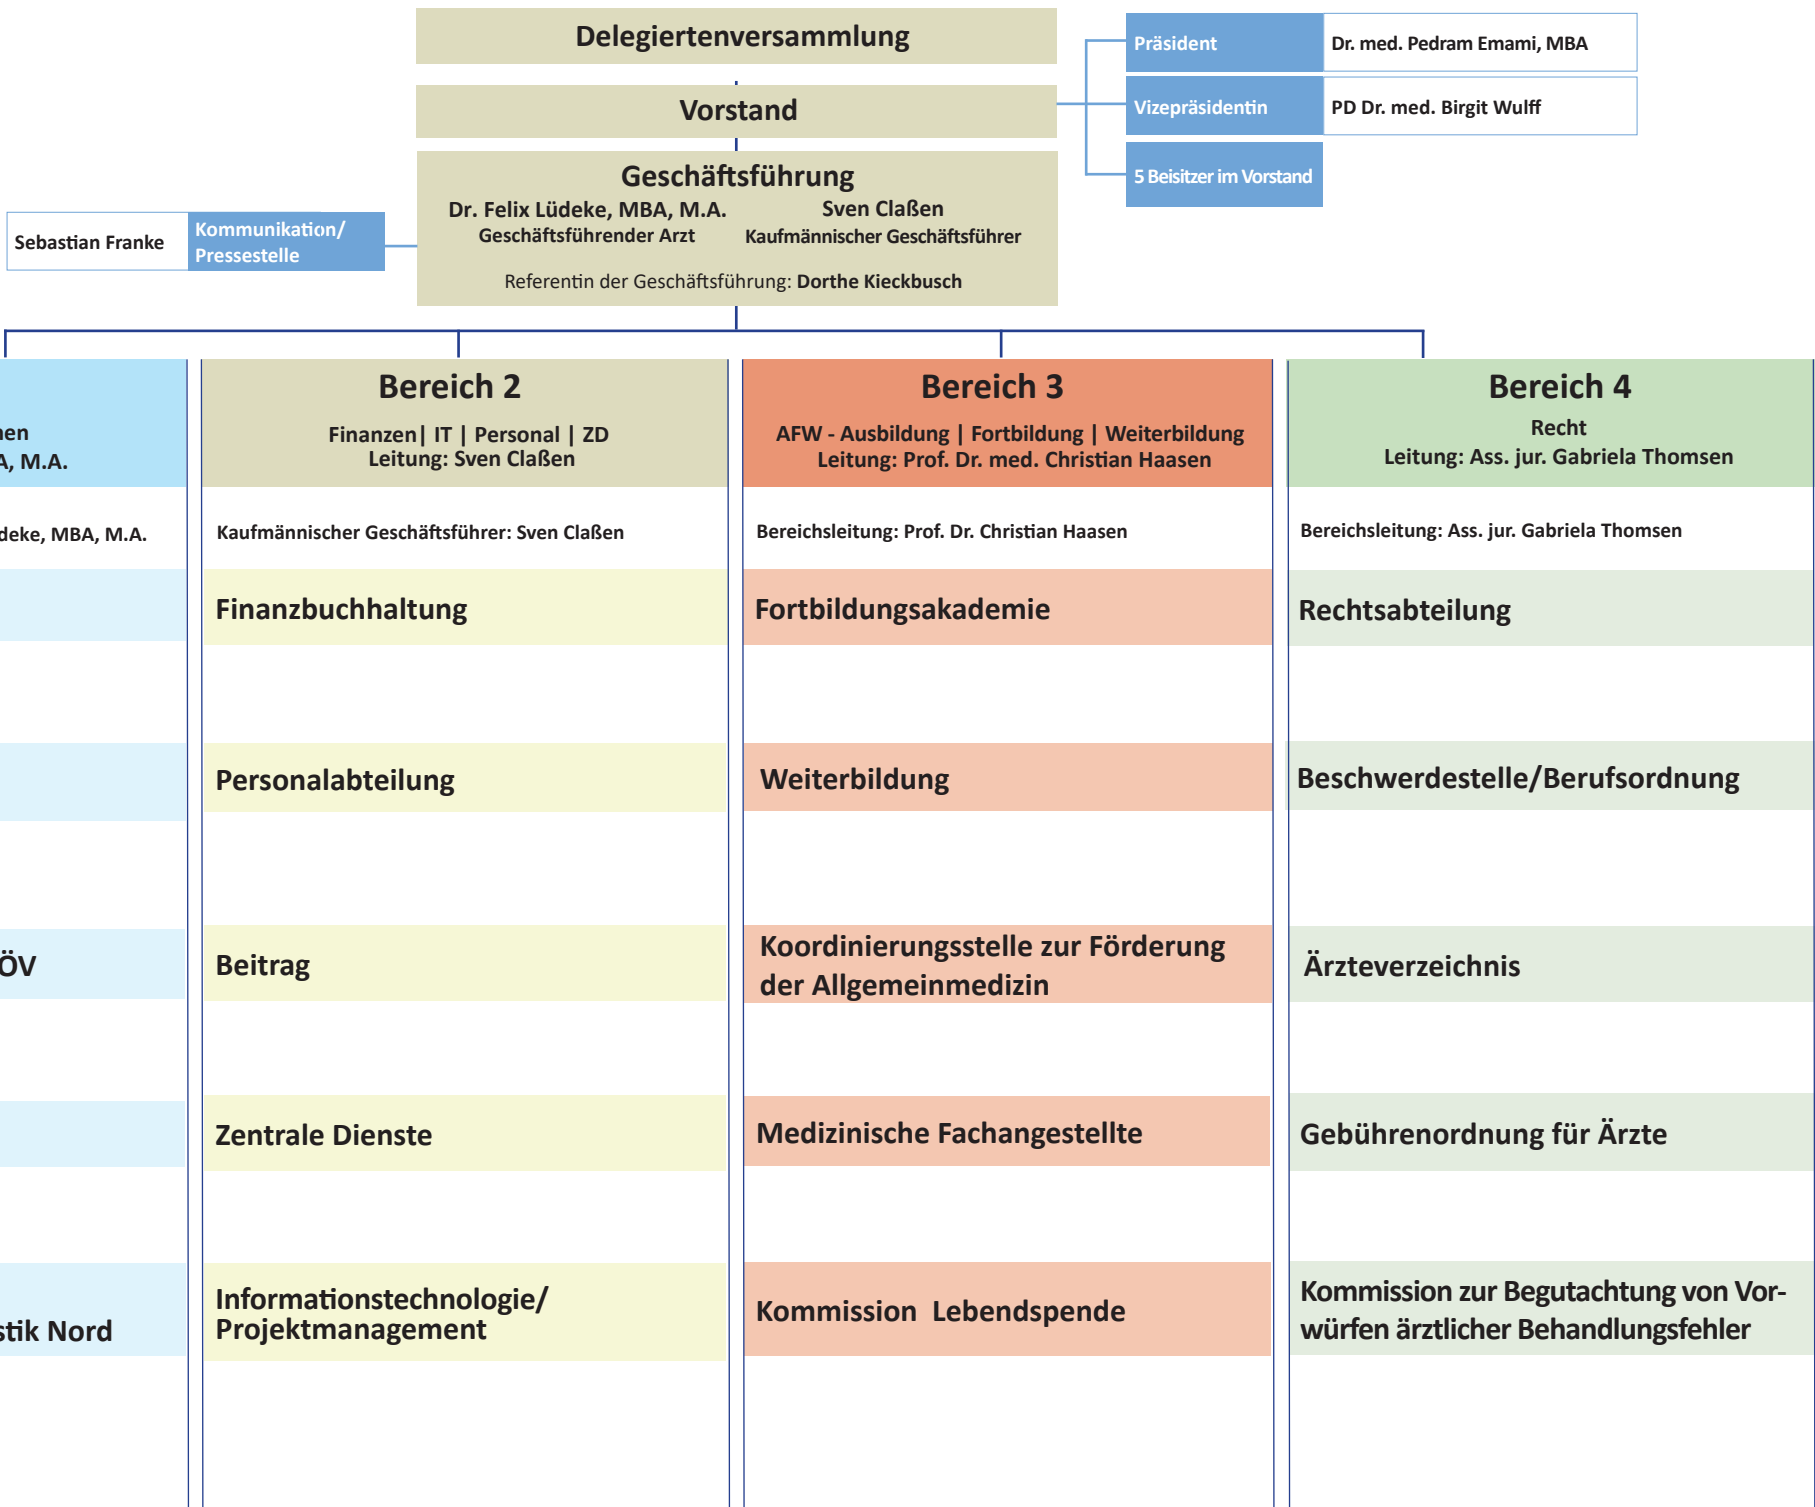 Delegiertenversammlung
Präsident
Dr. med. Pedram Emami, MBA
Vorstand
Vizepräsidentin
PD Dr. med. Birgit Wulff
5 Beisitzer im Vorstand
Geschäftsführung
Dr. Felix Lüdeke, MBA, M.A.
Geschäftsführender Arzt
Sven Claßen
Kaufmännischer Geschäftsführer
Referentin der Geschäftsführung: Dorthe Kieckbusch
Sebastian Franke
Kommunikation/
Pressestelle
A, M.A.
MBA, M.A.
ÖV
Nord
Bereich 2
Finanzen| IT | Personal | ZD
Leitung: Sven Claßen
Kaufmännischer Geschäftsführer: Sven Claßen
Finanzbuchhaltung
Personalabteilung
Beitrag
Zentrale Dienste
Informationstechnologie/
Projektmanagement
Bereich 3
AFW - Ausbildung | Fortbildung | Weiterbildung
Leitung: Prof. Dr. med. Christian Haasen
Bereichsleitung: Prof. Dr. Christian Haasen
Fortbildungsakademie
Weiterbildung
Koordinierungsstelle zur Förderung
der Allgemeinmedizin
Medizinische Fachangestellte
Kommission Lebendspende
Bereich 4
Recht
Leitung: Ass. jur. Gabriela Thomsen
Bereichsleitung: Ass. jur. Gabriela Thomsen
Rechtsabteilung
Beschwerdestelle/Berufsordnung
Ärzteverzeichnis
Gebührenordnung für Ärzte
Kommission zur Begutachtung von Vor-
würfen ärztlicher Behandlungsfehler